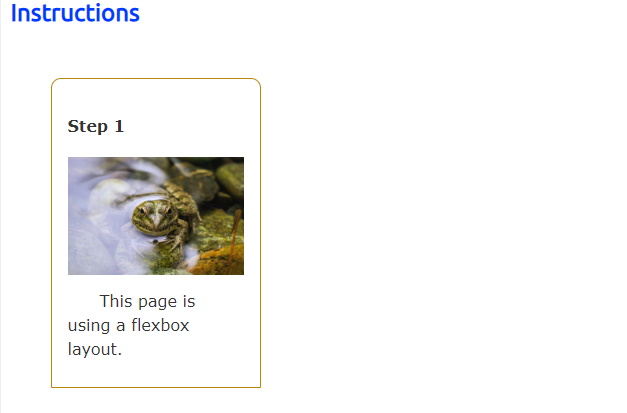 Instructions
Step 1
This page is
using a flexbox
layout.